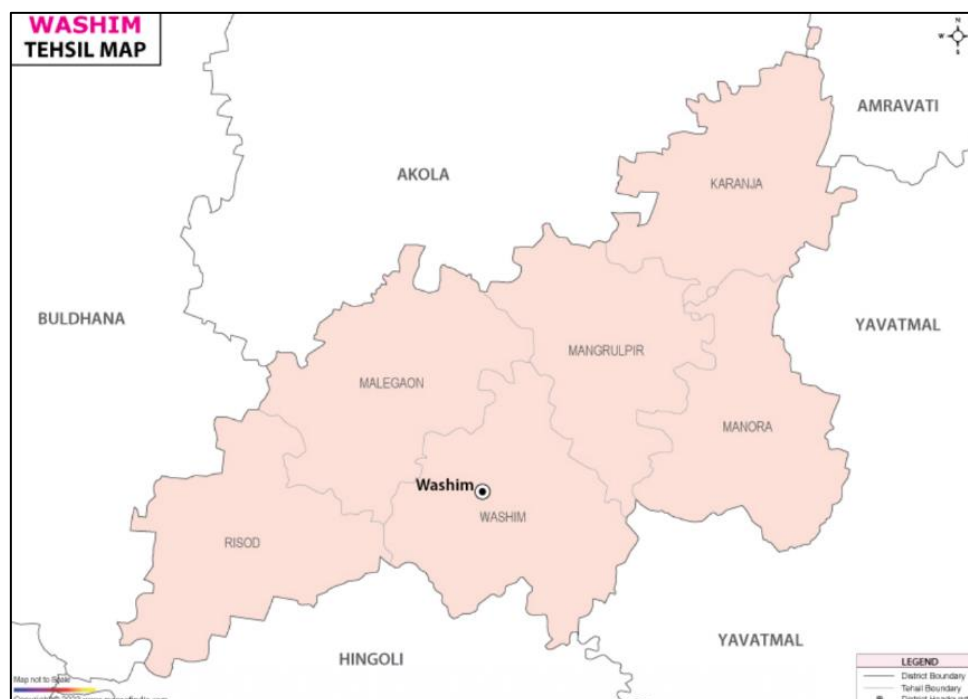 WASHIM
TEHSIL MAP
N
W
S
AMRAVATI
AKOLA
KARANJA
BULDHANA
YAVATMAL
MANGRULPIR
MALEGAON
MANORA
Washim
WASHIM
RISOD
YAVATMAL
HINGOLI
LEGEND
District Boundary
Tehsil Boundary
Map not to Scale